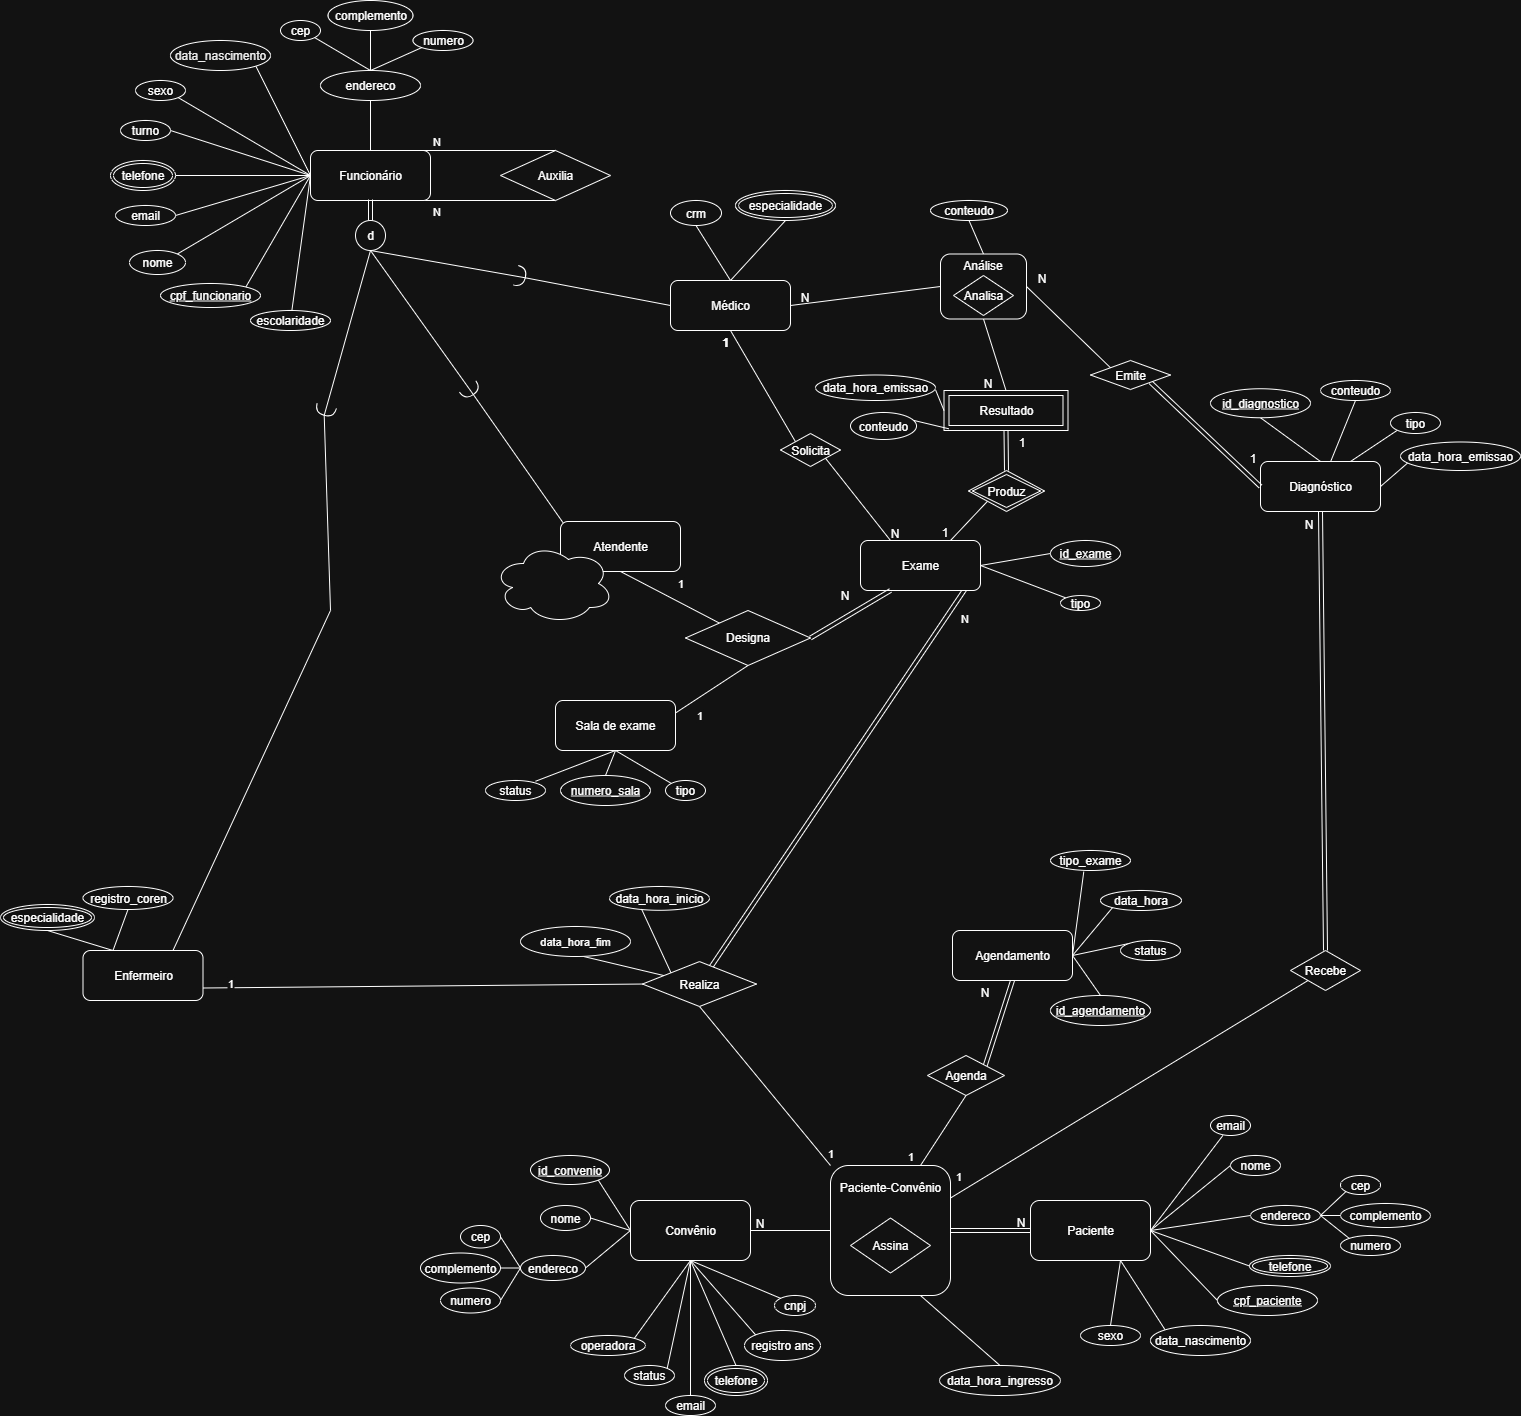 complemento
cep
numero
data_nascimento
endereco
sexo
turno
N
telefone
Funcionário
Auxilia
email
N
d
nome
cpf_funcionario
escolaridade
crm
especialidade
conteudo
Análise
Analisa
N
Médico
N
1
N
Emite
data_hora_emissao
Resultado
conteudo
1
id_diagnostico
conteudo
tipo
data_hora_emissao
1
Diagnóstico
N
Solicita
Produz
N
1
Atendente
Exame
id_exame
tipo
1
N
N
Designa
1
Sala de exame
status
numero_sala
tipo
tipo_exame
data_hora
status
Agendamento
id_agendamento
N
especialidade
registro_coren
data_hora_inicio
data_hora_fim
Enfermeiro
1
Realiza
Recebe
Agenda
1
1
1
id_convenio
nome
cep
complemento
endereco
numero
Convênio
N
Paciente-Convênio
Assina
N
Paciente
email
nome
cep
endereco
complemento
numero
telefone
cpf_paciente
sexo
data_nascimento
cnpj
operadora
registro ans
status
telefone
email
data_hora_ingresso